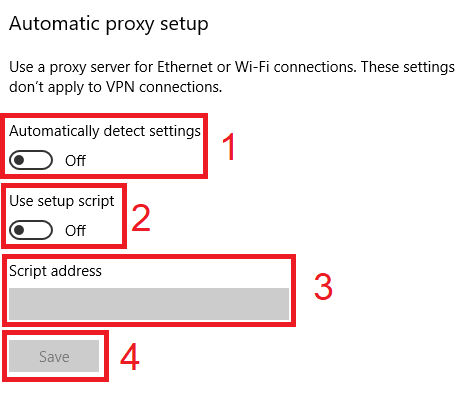 Automatic proxy setup
Use a proxy server for Ethernet or Wi-Fi connections. These settings
don’t apply to VPN connections.
Automatically detect settings
Off
1
Use setup script
Off
2
Script address
3
Save
4